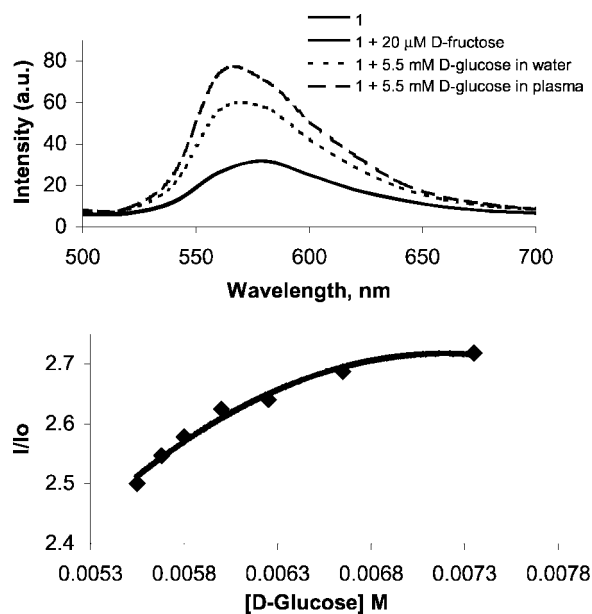 1
1 + 20 µM D-fructose
1 + 5.5 mM D-glucose in water
1 + 5.5 mM D-glucose in plasma
Intensity (a.u.)
80
60
40
20
0
500 550 600 650 700
Wavelength, nm
I/Io
2.7
2.6
2.5
2.4
0.0053 0.0058 0.0063 0.0068 0.0073 0.0078
[D-Glucose] M